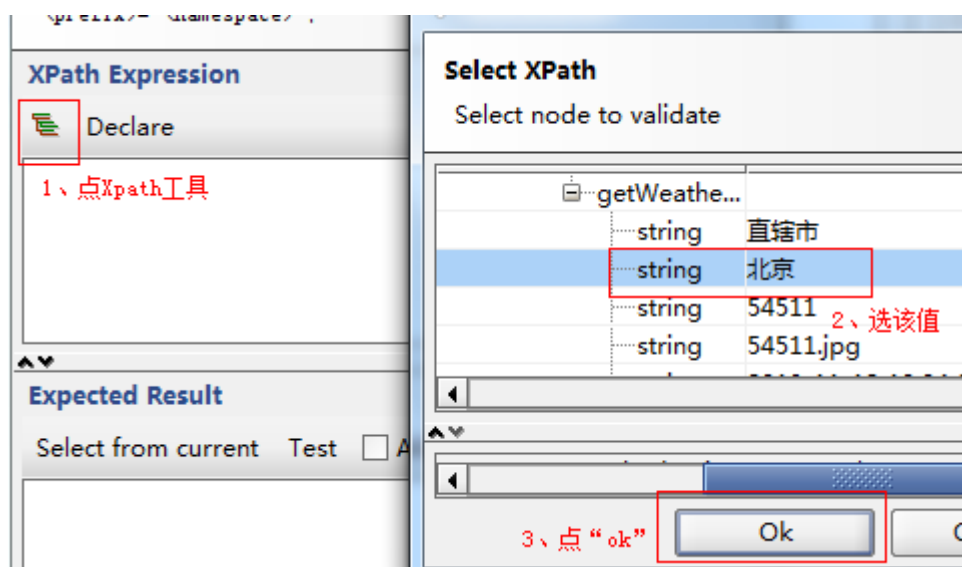 <prefix>= <namespace> ;
XPath Expression
Declare
1、点Xpath工具
Expected Result
Select from current Test
Select XPath
Select node to validate
getWeathe...
string 直辖市
string 北京
string 54511
2、选该值
string 54511.jpg
3、点“ok”
Ok